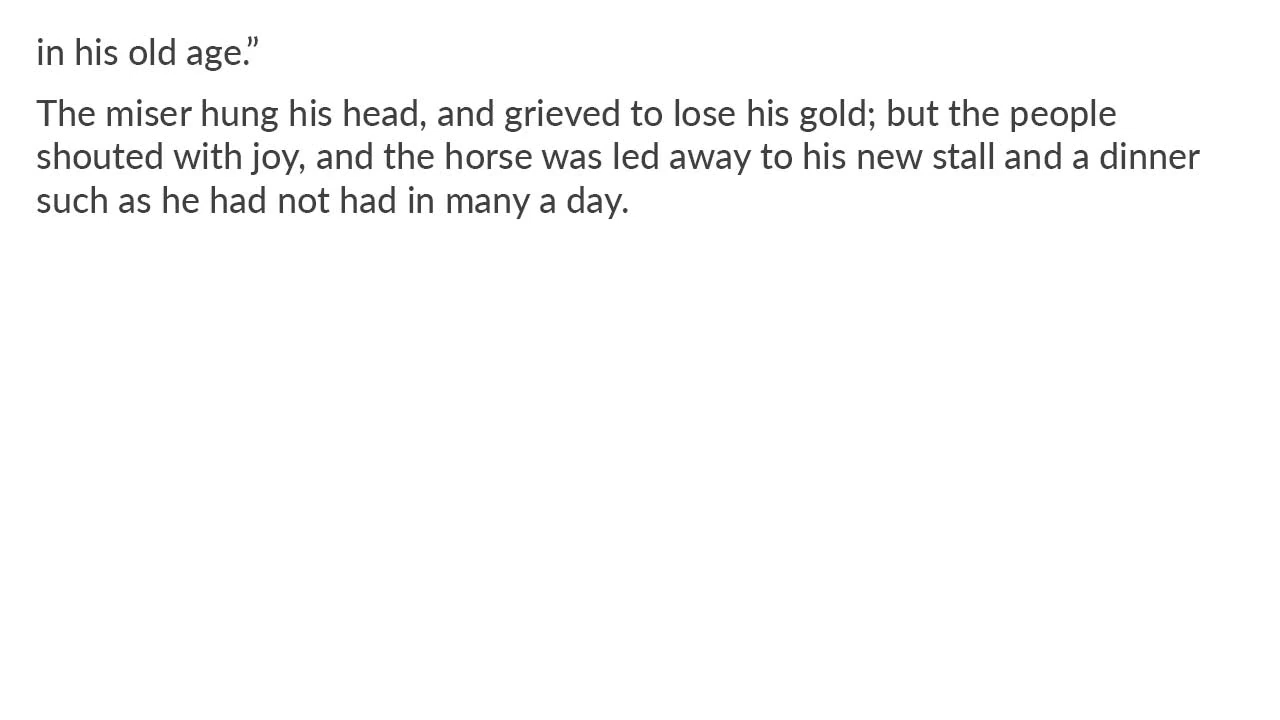 in his old age.”
The miser hung his head, and grieved to lose his gold; but the people
shouted with joy, and the horse was led away to his new stall and a dinner
such as he had not had in many a day.